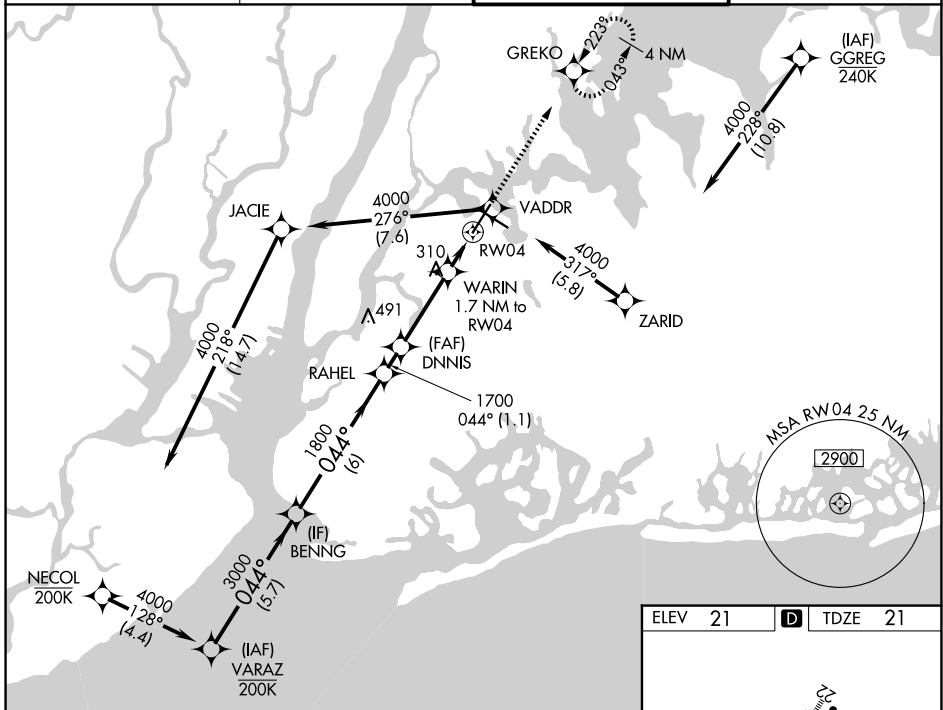 GREKO
223°
043°
4 NM
(IAF)
GGREG
240K
4000
228°
(10.8)
JACIE
4000
276°
(7.6)
VADDR
RW04
310
WARIN
1.7 NM to
RW04
4000
317°
(5.8)
ZARID
491
(FAF)
DNNIS
4000
218°
(14.7)
RAHEL
1700
044° (1.1)
1800
044°
(6)
MSA RW04 25 NM
2900
(IF)
BENNG
3000
044°
(5.7)
NECOL
200K
4000
128°
(4.4)
(IAF)
VARAZ
200K
ELEV 21 D TDZE 21
22